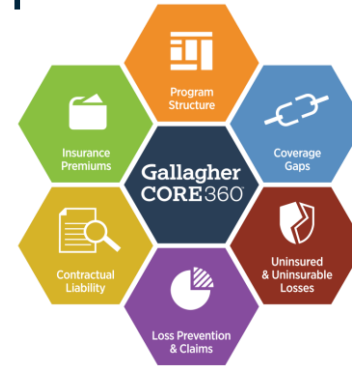 Program
Structure
Insurance
Premiums
Coverage
Gaps
Gallagher
CORE360
Contractual
Liability
Uninsured
& Uninsurable
Losses
Loss Prevention
& Claims